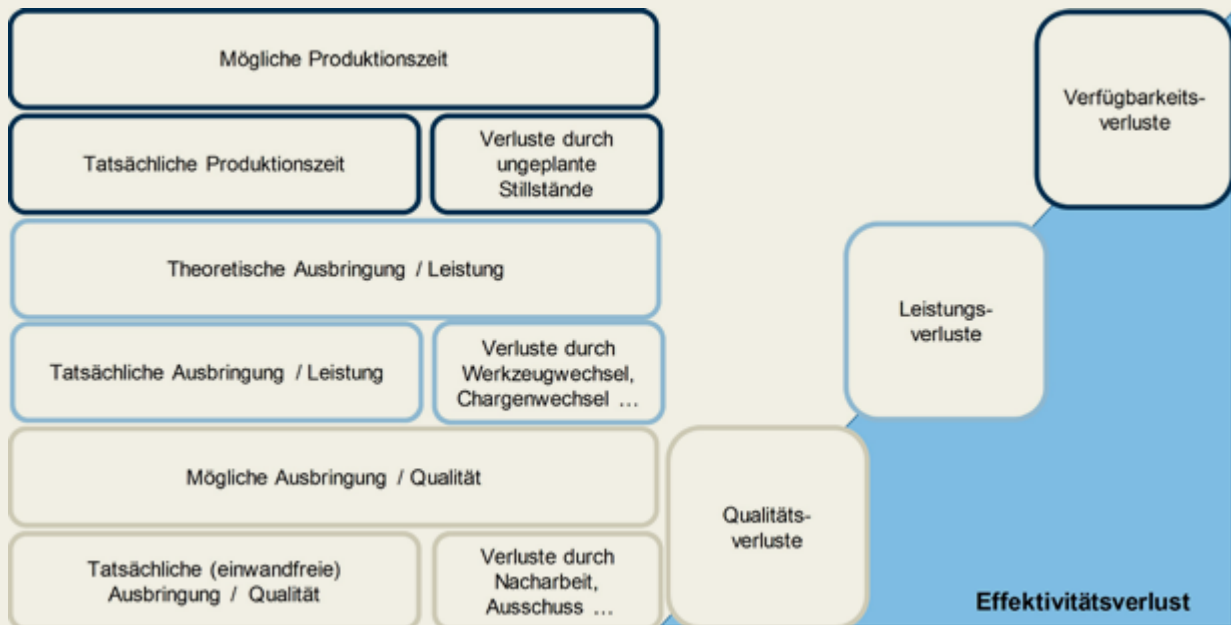 Mögliche Produktionszeit
Tatsächliche Produktionszeit
Verluste durch
ungeplante
Stillstände
Verfügbarkeits-
verluste
Theoretische Ausbringung / Leistung
Tatsächliche Ausbringung / Leistung
Verluste durch
Werkzeugwechsel,
Chargenwechsel ...
Leistungs-
verluste
Mögliche Ausbringung / Qualität
Tatsächliche (einwandfreie)
Ausbringung / Qualität
Verluste durch
Nacharbeit,
Ausschuss ...
Qualitäts-
verluste
Effektivitätsverlust